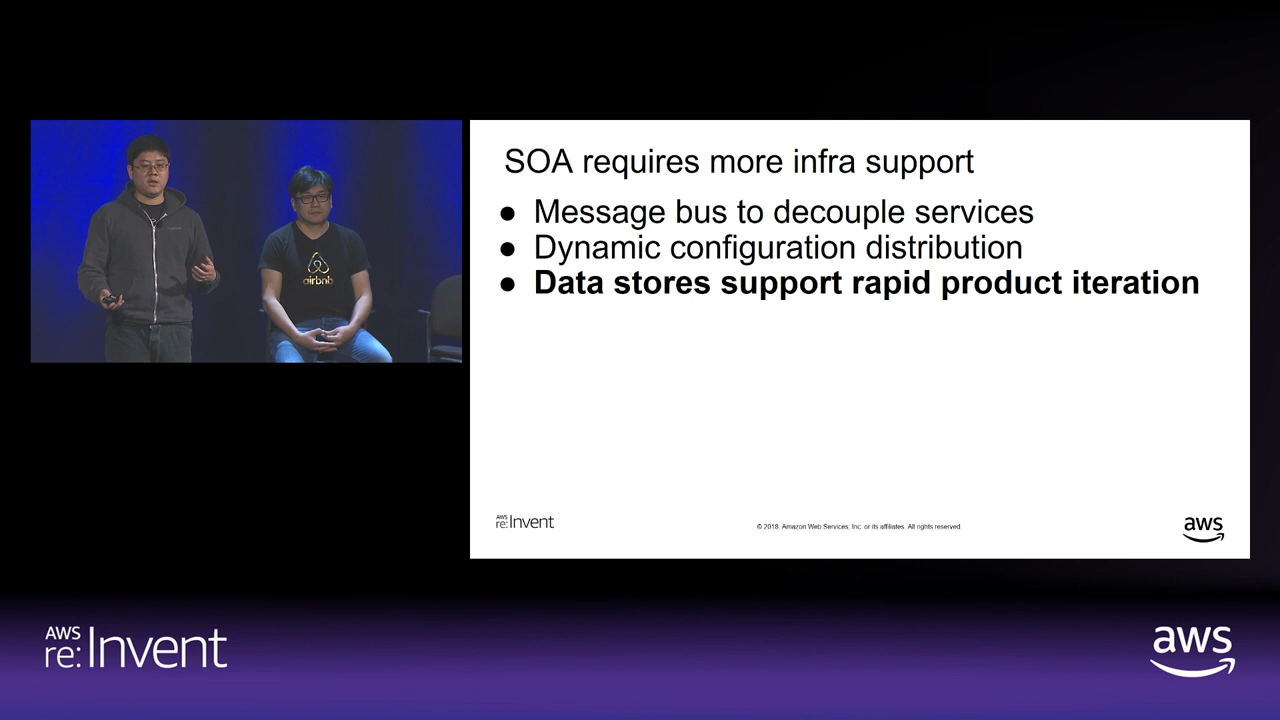 airbnb
SOA requires more infra support
● Message bus to decouple services
● Dynamic configuration distribution
● Data stores support rapid product iteration
AWS
re:Invent
© 2018, Amazon Web Services, Inc. or its affiliates. All rights reserved.
aws
AWS
re:Invent
aws